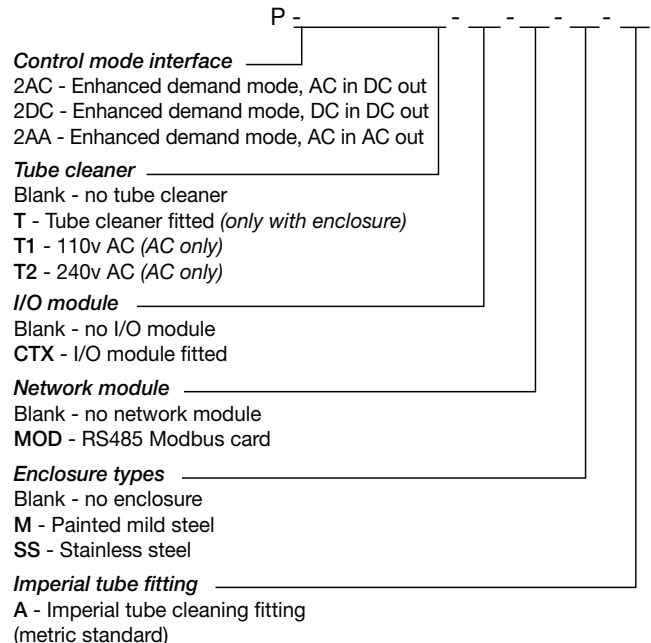 P - - - - -
Control mode interface
2AC - Enhanced demand mode, AC in DC out
2DC - Enhanced demand mode, DC in DC out
2AA - Enhanced demand mode, AC in AC out
Tube cleaner
Blank - no tube cleaner
T - Tube cleaner fitted (only with enclosure)
T1 - 110v AC (AC only)
T2 - 240v AC (AC only)
I/O module
Blank - no I/O module
CTX - I/O module fitted
Network module
Blank - no network module
MOD - RS485 Modbus card
Enclosure types
Blank - no enclosure
M - Painted mild steel
SS - Stainless steel
Imperial tube fitting
A - Imperial tube cleaning fitting
(metric standard)